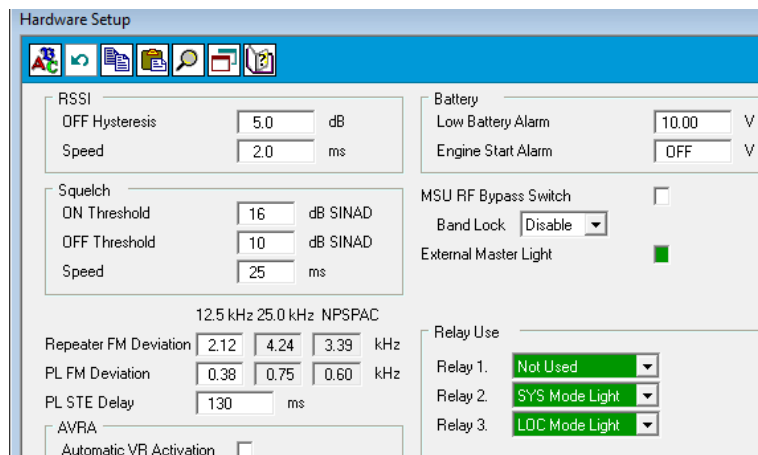 Hardware Setup
RSSI
OFF Hysteresis 5.0 dB
Speed 2.0 ms
Squelch
ON Threshold 16 dB SINAD
OFF Threshold 10 dB SINAD
Speed 25 ms
12.5 kHz 25.0 kHz NPSPAC
Repeater FM Deviation 2.12 4.24 3.39 kHz
PL FM Deviation 0.38 0.75 0.60 kHz
PL STE Delay 130 ms
AVRA
Automatic VR Activation
Battery
Low Battery Alarm 10.00 V
Engine Start Alarm OFF V
MSU RF Bypass Switch
Band Lock Disable
External Master Light
Relay Use
Relay 1. Not Used
Relay 2. SYS Mode Light
Relay 3. LOC Mode Light